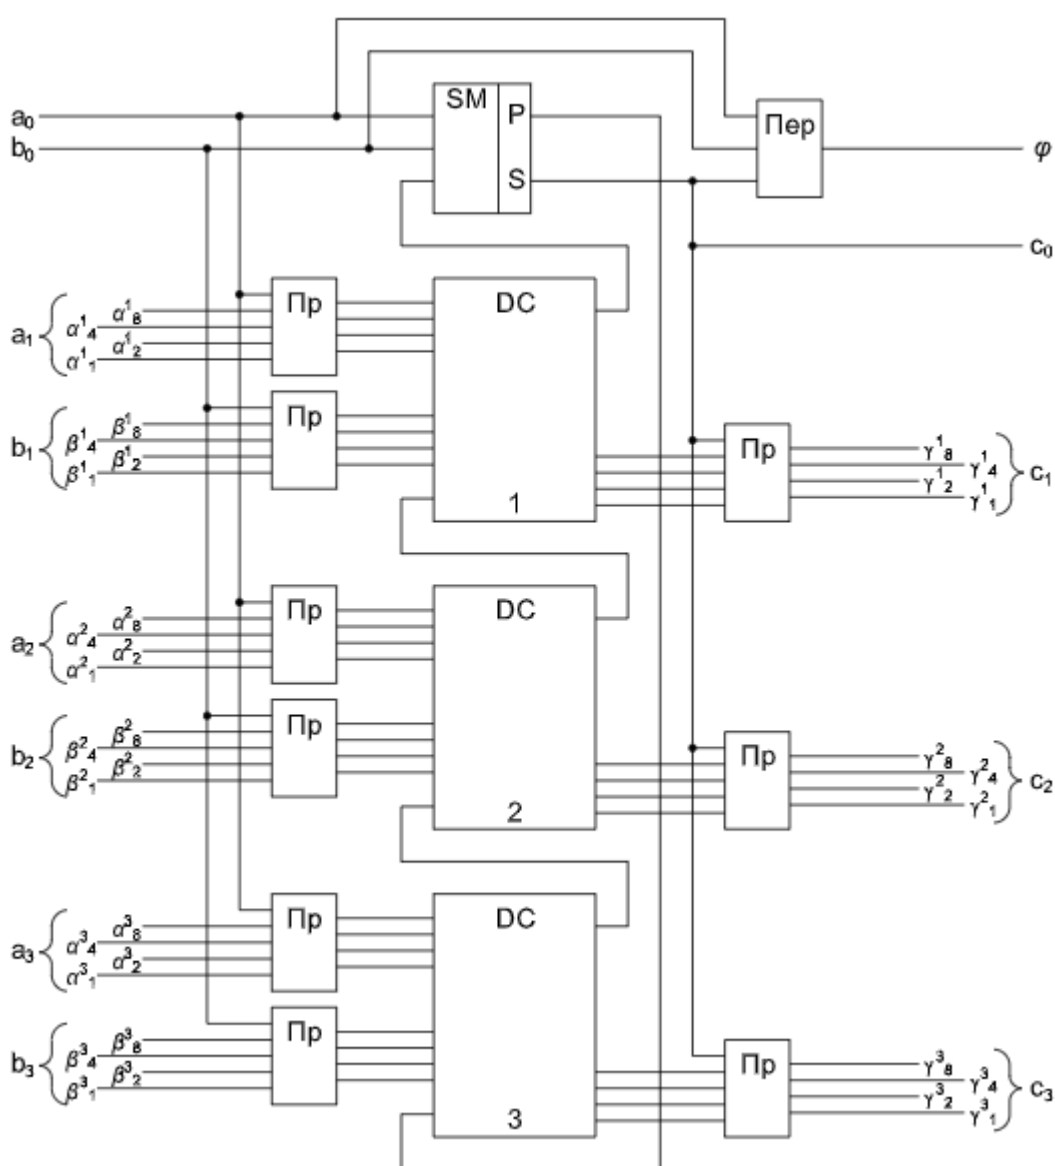 SM P
a₀ Пер
b₀ φ
S
c₀
Пр DC
a₁ α¹₈
α¹₄
α¹₂
α¹₁
Пр
b₁ β¹₈
β¹₄
β¹₂
β¹₁
Пр γ¹₈
γ¹₄ c₁
γ¹₂
1 γ¹₁
Пр DC
a₂ α²₈
α²₄
α²₂
α²₁
Пр
b₂ β²₈
β²₄
β²₂
β²₁
Пр γ²₈
γ²₄ c₂
γ²₂
2 γ²₁
Пр DC
a₃ α³₈
α³₄
α³₂
α³₁
Пр
b₃ β³₈
β³₄
β³₂
β³₁
Пр γ³₈
γ³₄ c₃
γ³₂
3 γ³₁